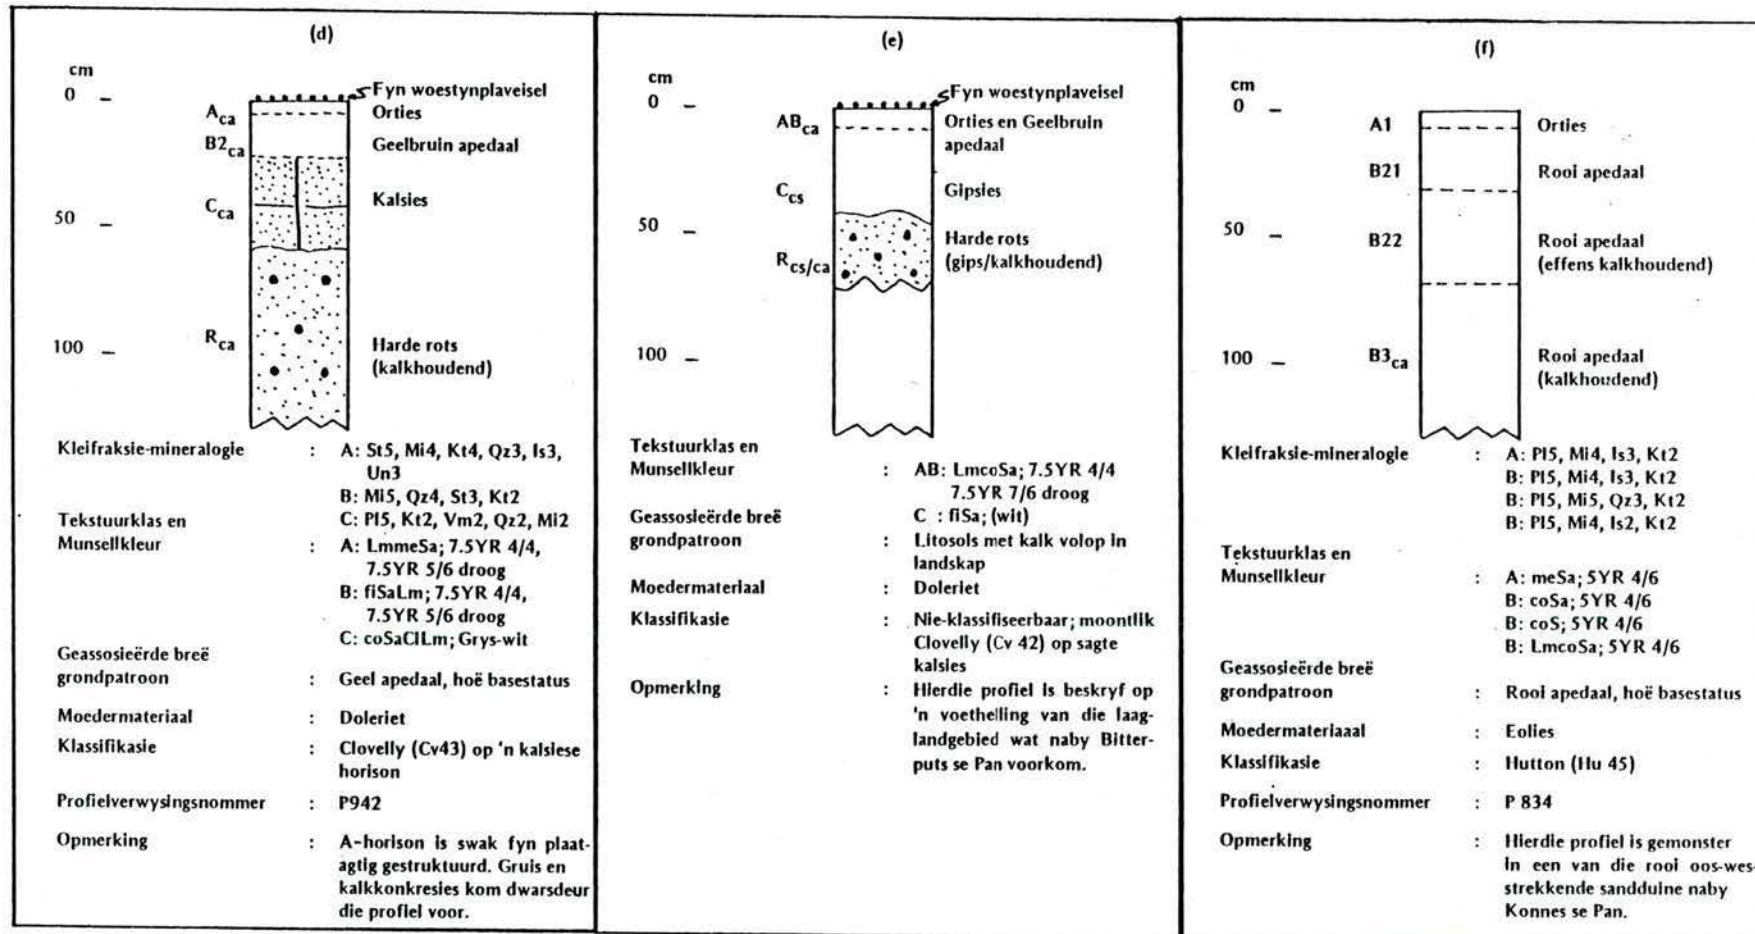 (d)
cm
0
Fyn woestynplaveisel
A_ca
Orties
B2_ca
Geelbruin apedaal
C_ca
Kalsies
50
R_ca
100
Harde rots
(kalkhoudend)
Kleifraksie-mineralogie : A: St5, Mi4, Kt4, Qz3, Is3,
Un3
B: Mi5, Qz4, St3, Kt2
C: Pl5, Kt2, Vm2, Qz2, Mi2
Tekstuurklas en
Munsellkleur : A: LmmeSa; 7.5YR 4/4,
7.5YR 5/6 droog
B: fiSaLm; 7.5YR 4/4,
7.5YR 5/6 droog
C: coSaClLm; Grys-wit
Geassosieërde breë
grondpatroon : Geel apedaal, hoë basestatus
Moedermateriaal : Doleriet
Klassifikasie : Clovelly (Cv43) op 'n kalsiese
horison
Profielverwysingsnommer : P942
Opmerking : A-horison is swak fyn plaat-
agtig gestruktuurd. Gruis en
kalkkonkresies kom dwarsdeur
die profiel voor.
(e)
cm
0
Fyn woestynplaveisel
AB_ca
Orties en Geelbruin
apedaal
C_cs
Gipsies
50
R_cs/ca
Harde rots
(gips/kalkhoudend)
100
Tekstuurklas en
Munsellkleur : AB: LmcoSa; 7.5YR 4/4
7.5YR 7/6 droog
Geassosieërde breë
C : fiSa; (wit)
grondpatroon : Litosols met kalk volop in
landskap
Moedermateriaal : Doleriet
Klassifikasie : Nie-klassifiseerbaar; moontlik
Clovelly (Cv 42) op sagte
kalsies
Opmerking : Hierdie profiel is beskryf op
'n voethelling van die laag-
landgebied wat naby Bitter-
puts se Pan voorkom.
(f)
cm
0
A1
Orties
B21
Rooi apedaal
50
B22
Rooi apedaal
(effens kalkhoudend)
100
B3_ca
Rooi apedaal
(kalkhoudend)
Kleifraksie-mineralogie : A: Pl5, Mi4, Is3, Kt2
B: Pl5, Mi4, Is3, Kt2
B: Pl5, Mi5, Qz3, Kt2
B: Pl5, Mi4, Is2, Kt2
Tekstuurklas en
Munsellkleur : A: meSa; 5YR 4/6
B: coSa; 5YR 4/6
B: coS; 5YR 4/6
B: LmcoSa; 5YR 4/6
Geassosieërde breë
grondpatroon : Rooi apedaal, hoë basestatus
Moedermateriaaal : Eolies
Klassifikasie : Hutton (Hu 45)
Profielverwysingsnommer : P 834
Opmerking : Hierdie profiel is gemonster
In een van die rooi oos-wes-
strekkende sandduine naby
Konnes se Pan.